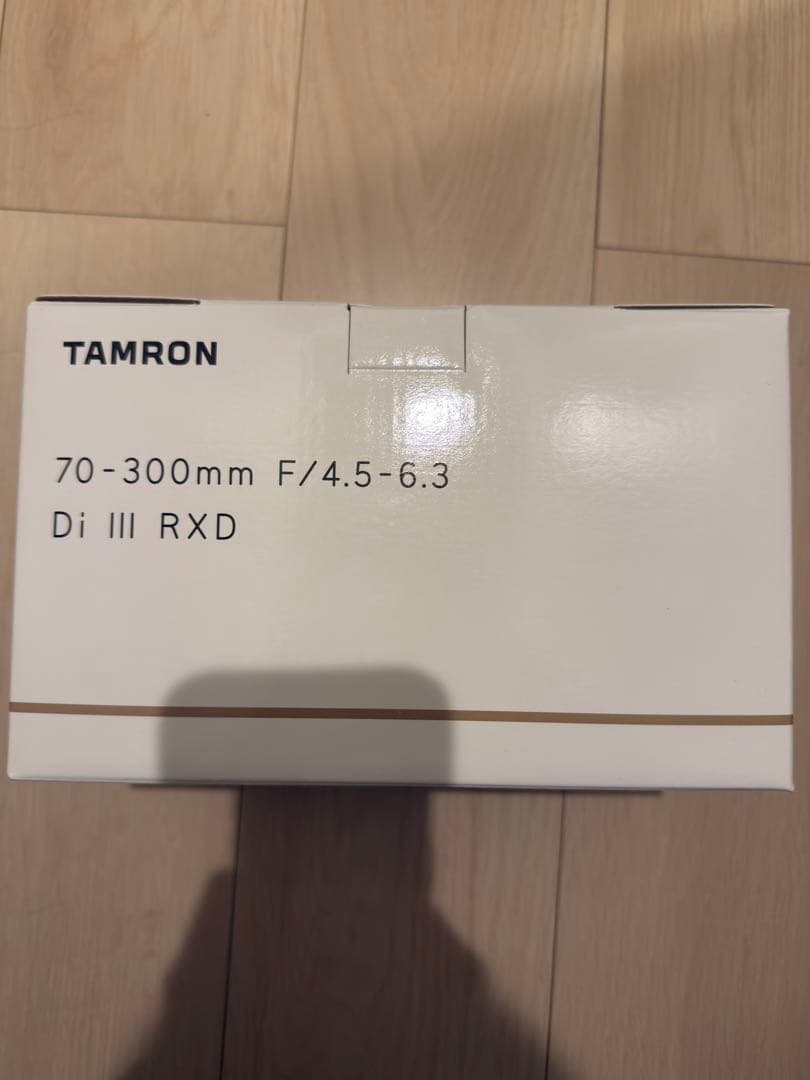 TAMRON
70-300mm F/4.5-6.3
Di III RXD